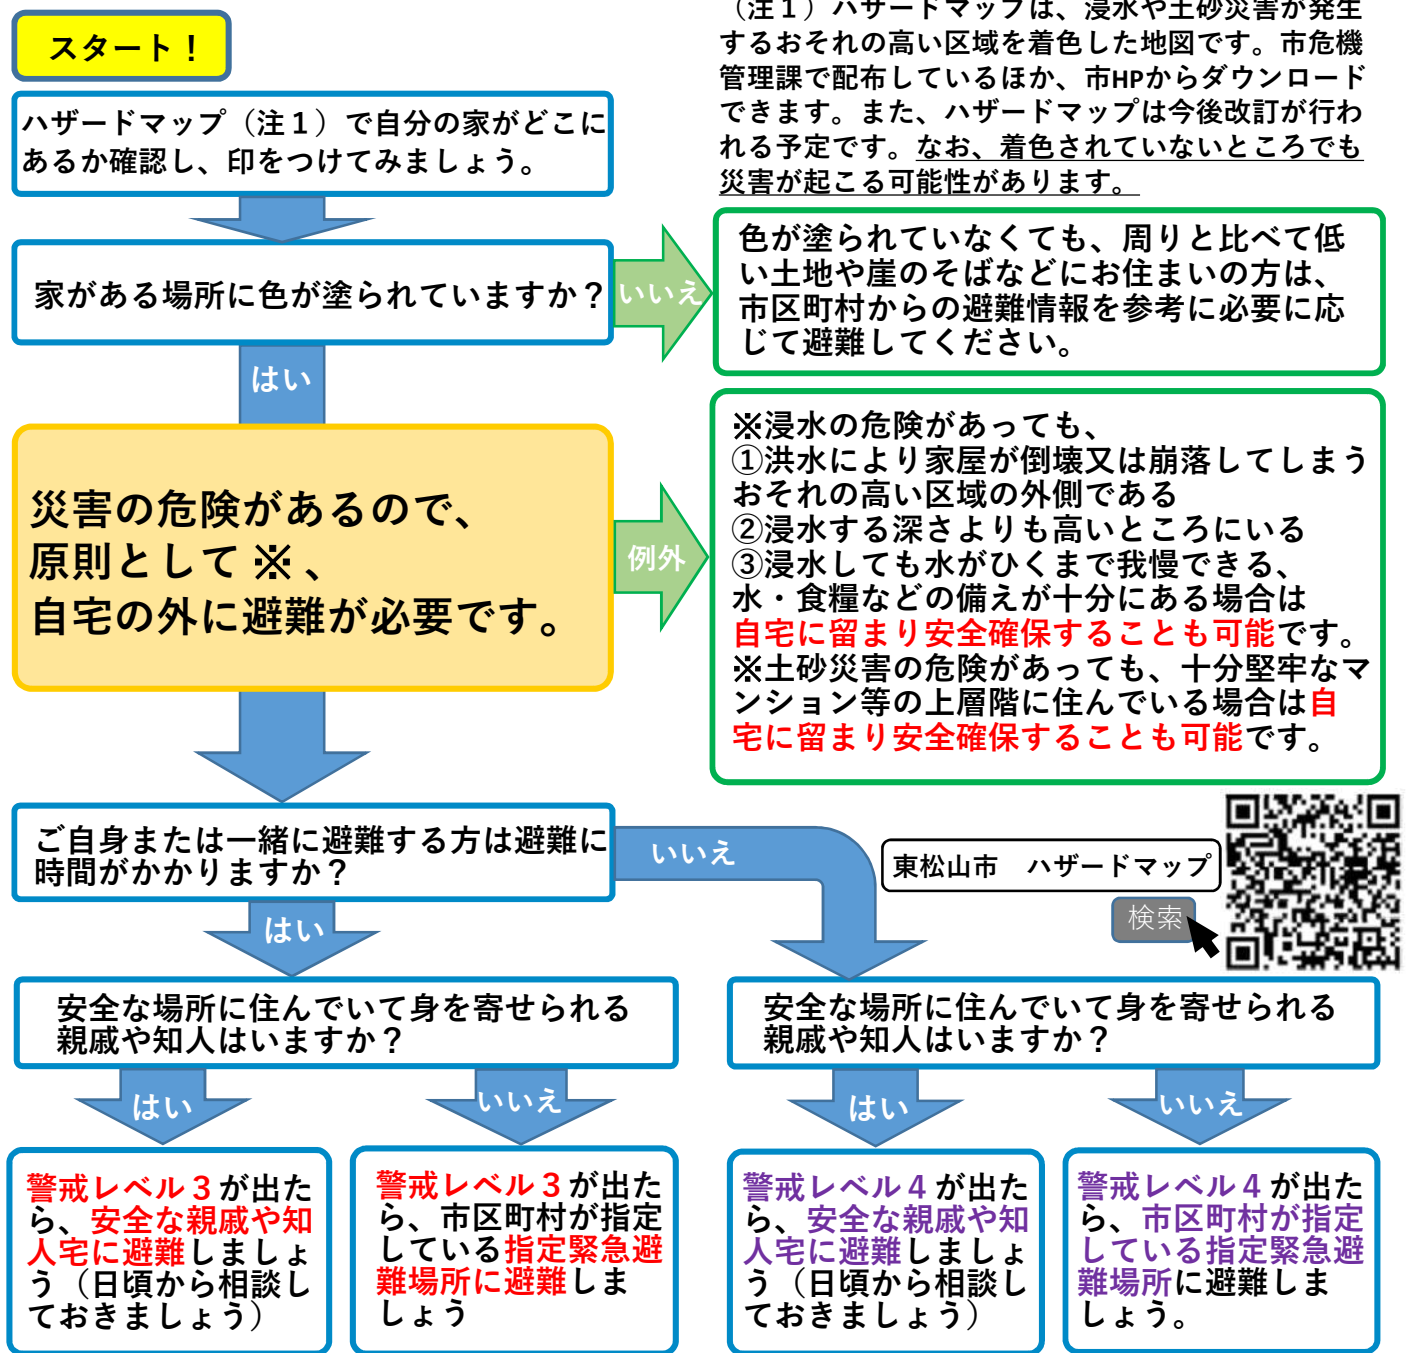 （注１）ハザードマップは、浸水や土砂災害が発生
するおそれの高い区域を着色した地図です。市危機
管理課で配布しているほか、市HPからダウンロード
できます。また、ハザードマップは今後改訂が行わ
れる予定です。なお、着色されていないところでも
災害が起こる可能性があります。
スタート！
ハザードマップ（注１）で自分の家がどこに
あるか確認し、印をつけてみましょう。
家がある場所に色が塗られていますか？
いいえ
色が塗られていなくても、周りと比べて低
い土地や崖のそばなどにお住まいの方は、
市区町村からの避難情報を参考に必要に応
じて避難してください。
はい
災害の危険があるので、
原則として※、
自宅の外に避難が必要です。
例外
※浸水の危険があっても、
①洪水により家屋が倒壊又は崩落してしまう
おそれの高い区域の外側である
②浸水する深さよりも高いところにいる
③浸水しても水がひくまで我慢できる、
水・食糧などの備えが十分にある場合は
自宅に留まり安全確保することも可能です。
※土砂災害の危険があっても、十分堅牢なマ
ンション等の上層階に住んでいる場合は自
宅に留まり安全確保することも可能です。
ご自身または一緒に避難する方は避難に
時間がかかりますか？
いいえ
東松山市　ハザードマップ
検索
はい
安全な場所に住んでいて身を寄せられる
親戚や知人はいますか？
安全な場所に住んでいて身を寄せられる
親戚や知人はいますか？
はい
いいえ
はい
いいえ
警戒レベル３が出た
ら、安全な親戚や知
人宅に避難しましょ
う（日頃から相談し
ておきましょう）
警戒レベル３が出た
ら、市区町村が指定
している指定緊急避
難場所に避難しま
しょう
警戒レベル４が出た
ら、安全な親戚や知
人宅に避難しましょ
う（日頃から相談し
ておきましょう）
警戒レベル４が出た
ら、市区町村が指定
している指定緊急避
難場所に避難しま
しょう。